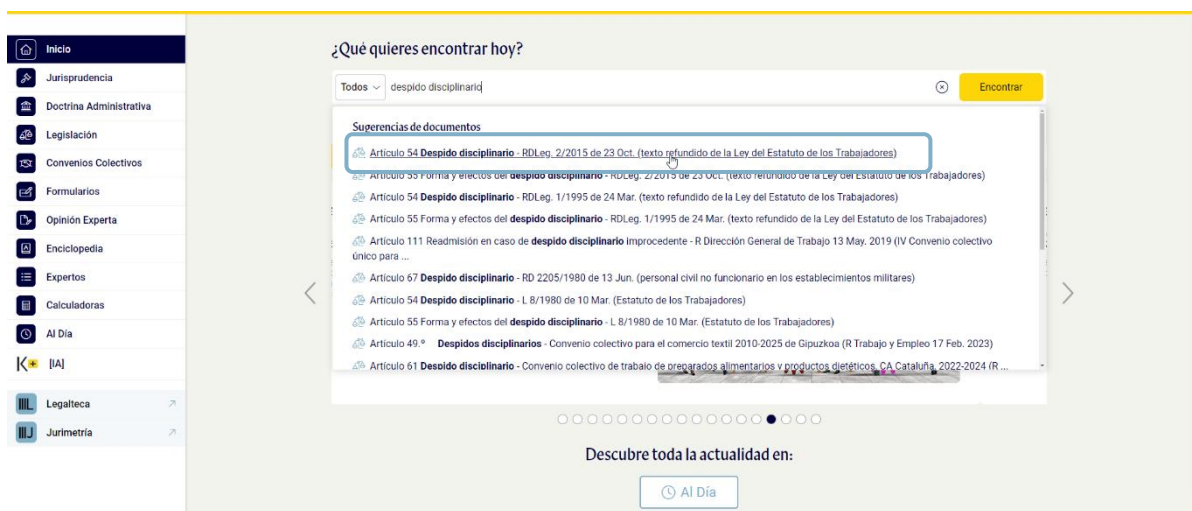 Inicio
Jurisprudencia
Doctrina Administrativa
Legislación
Convenios Colectivos
Formularios
Opinión Experta
Enciclopedia
Expertos
Calculadoras
Al Día
K+ [IA]
Legalteca
Jurimetría
¿Qué quieres encontrar hoy?
Todos despido disciplinario Encontrar
Sugerencias de documentos
Artículo 54 Despido disciplinario - RDLeg. 2/2015 de 23 Oct. (texto refundido de la Ley del Estatuto de los Trabajadores)
Artículo 55 Forma y efectos del despido disciplinario - RDLeg. 2/2015 de 23 Oct. (texto refundido de la Ley del Estatuto de los Trabajadores)
Artículo 54 Despido disciplinario - RDLeg. 1/1995 de 24 Mar. (texto refundido de la Ley del Estatuto de los Trabajadores)
Artículo 55 Forma y efectos del despido disciplinario - RDLeg. 1/1995 de 24 Mar. (texto refundido de la Ley del Estatuto de los Trabajadores)
Artículo 111 Readmisión en caso de despido disciplinario improcedente - R Dirección General de Trabajo 13 May. 2019 (IV Convenio colectivo
único para ...
Artículo 67 Despido disciplinario - RD 2205/1980 de 13 Jun. (personal civil no funcionario en los establecimientos militares)
Artículo 54 Despido disciplinario - L 8/1980 de 10 Mar. (Estatuto de los Trabajadores)
Artículo 55 Forma y efectos del despido disciplinario - L 8/1980 de 10 Mar. (Estatuto de los Trabajadores)
Artículo 49.º Despidos disciplinarios - Convenio colectivo para el comercio textil 2010-2025 de Gipuzkoa (R Trabajo y Empleo 17 Feb. 2023)
Artículo 61 Despido disciplinario - Convenio colectivo de trabajo de preparados alimentarios y productos dietéticos, CA Cataluña, 2022-2024 (R ...
Descubre toda la actualidad en:
Al Día